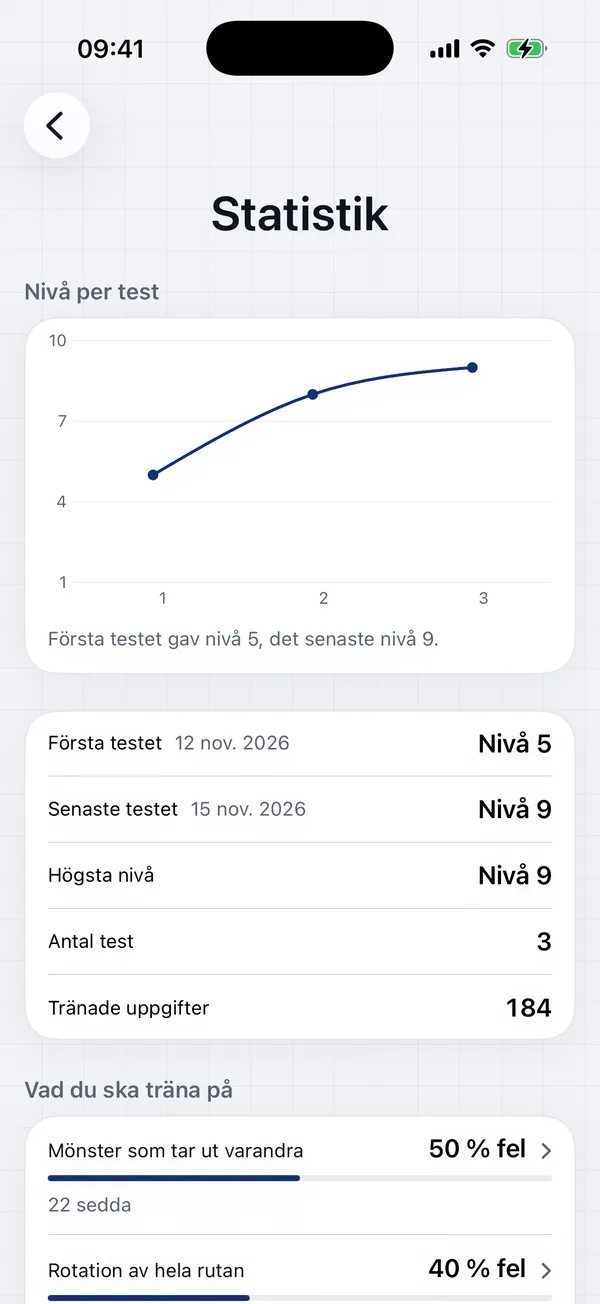 09:41
Statistik
Nivå per test
10
7
4
1
1 2 3
Första testet gav nivå 5, det senaste nivå 9.
Första testet 12 nov. 2026 Nivå 5
Senaste testet 15 nov. 2026 Nivå 9
Högsta nivå Nivå 9
Antal test 3
Tränade uppgifter 184
Vad du ska träna på
Mönster som tar ut varandra 50 % fel
22 sedda
Rotation av hela rutan 40 % fel